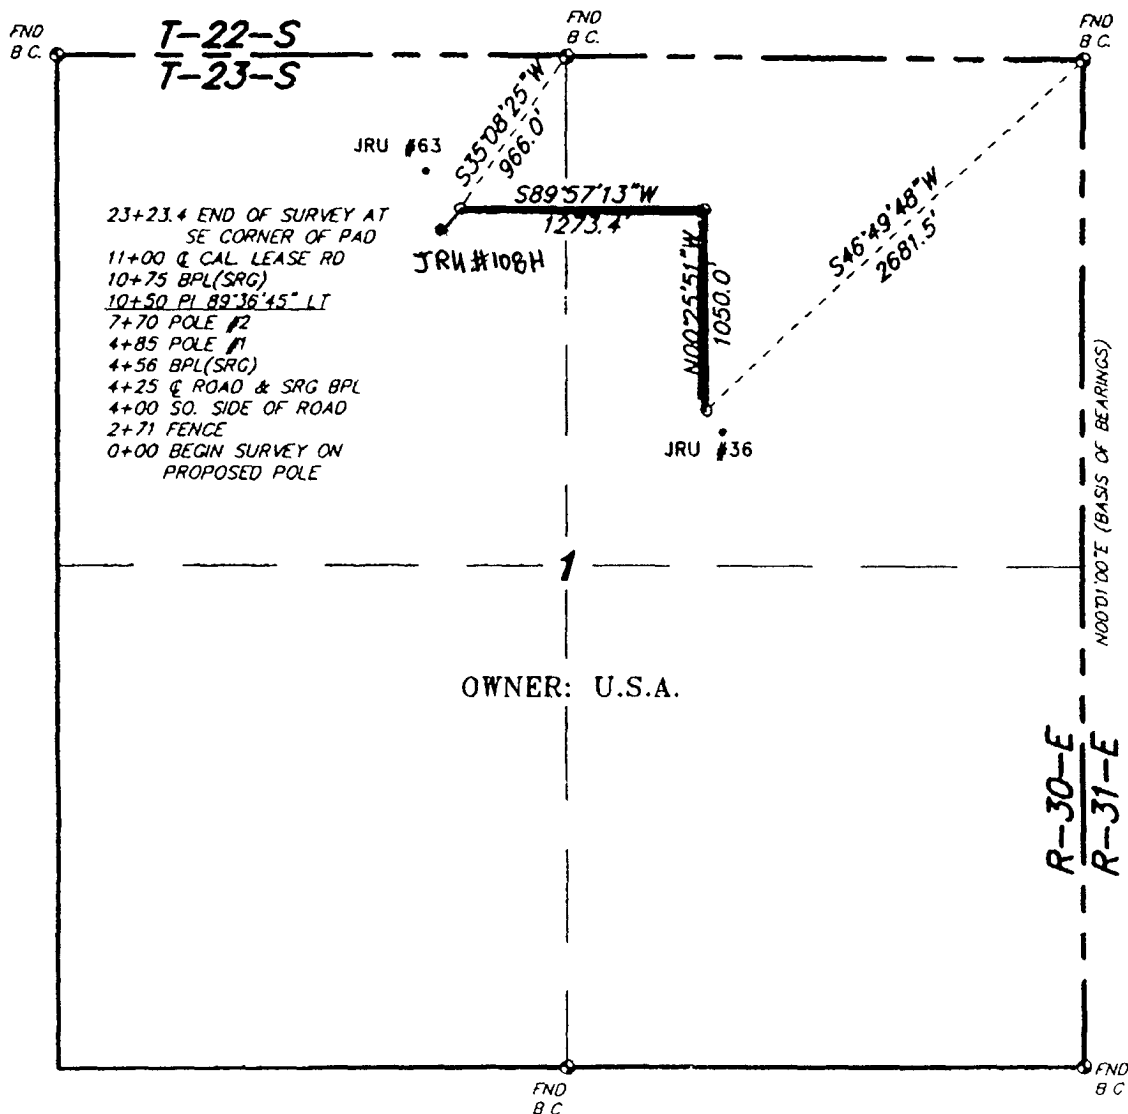 FND
B C.
T-22-S
T-23-S
FND
B C.
FND
B C.
S35°08'25"W
966.0'
JRU #63
S89°57'13"W
1273.4'
JRU #108H
N00°25'51"W
1050.0'
S46°49'48"W
2681.5'
JRU #36
23+23.4 END OF SURVEY AT
SE CORNER OF PAD
11+00 ℄ CAL. LEASE RD
10+75 BPL(SRG)
10+50 PI 89°36'45" LT
7+70 POLE #2
4+85 POLE #1
4+56 BPL(SRG)
4+25 ℄ ROAD & SRG BPL
4+00 SO. SIDE OF ROAD
2+71 FENCE
0+00 BEGIN SURVEY ON
PROPOSED POLE
N00°01'00"E (BASIS OF BEARINGS)
1
OWNER: U.S.A.
R-30-E
R-31-E
FND
B C
FND
B C